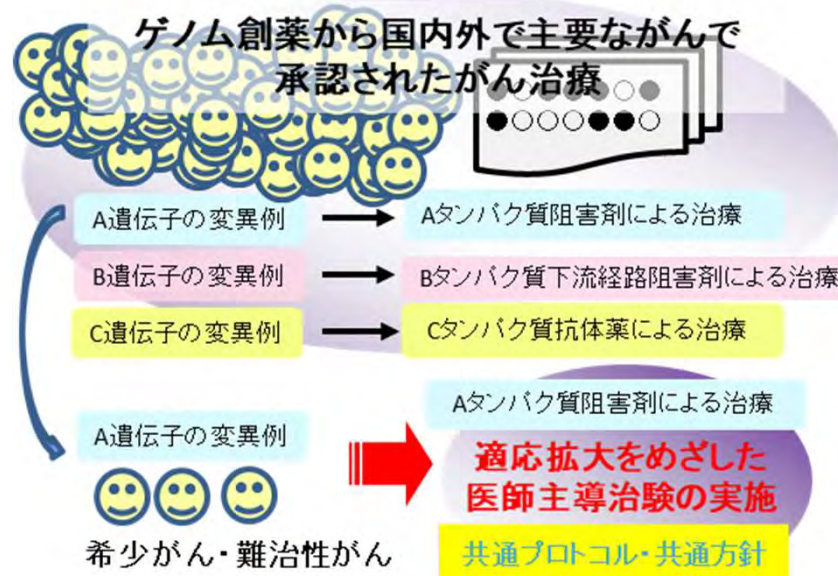 ゲノム創薬から国内外で主要ながんで
承認されたがん治療
A遺伝子の変異例
Aタンパク質阻害剤による治療
B遺伝子の変異例
Bタンパク質下流経路阻害剤による治療
C遺伝子の変異例
Cタンパク質抗体薬による治療
A遺伝子の変異例
Aタンパク質阻害剤による治療
適応拡大をめざした
医師主導治験の実施
希少がん・難治性がん
共通プロトコル・共通方針